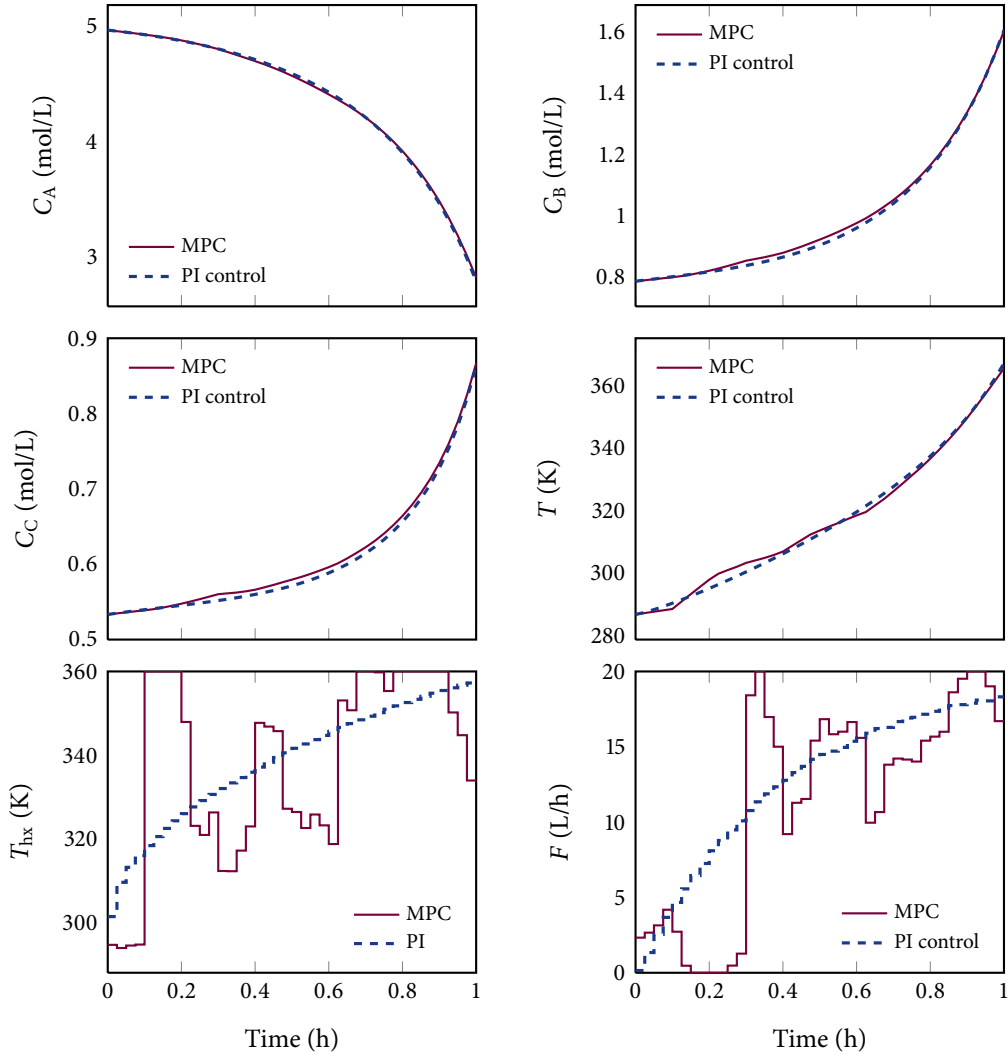 5
4
3
C_A (mol/L)
MPC
PI control
1.6
1.4
1.2
1
0.8
C_B (mol/L)
MPC
PI control
0.9
0.8
0.7
0.6
0.5
C_C (mol/L)
MPC
PI control
360
340
320
300
280
T (K)
MPC
PI control
360
340
320
300
T_hx (K)
MPC
PI
0 0.2 0.4 0.6 0.8 1
Time (h)
20
15
10
5
0
F (L/h)
MPC
PI control
0 0.2 0.4 0.6 0.8 1
Time (h)